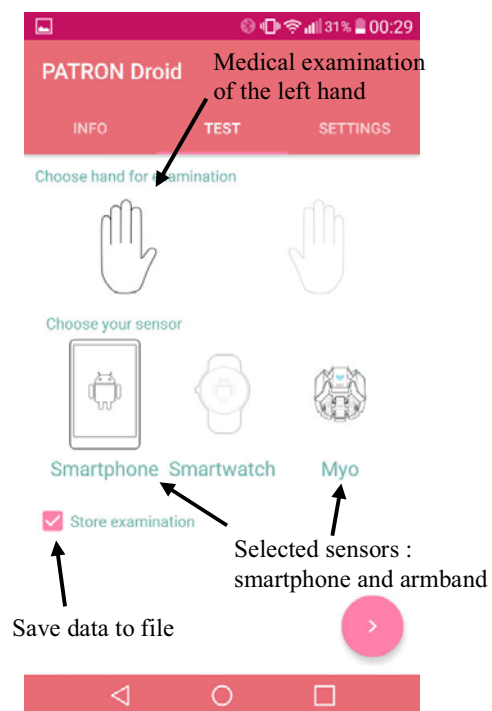 31% 00:29
PATRON Droid
Medical examination
of the left hand
INFO TEST SETTINGS
Choose hand for examination
Choose your sensor
Smartphone Smartwatch Myo
Store examination
Selected sensors :
smartphone and armband
Save data to file